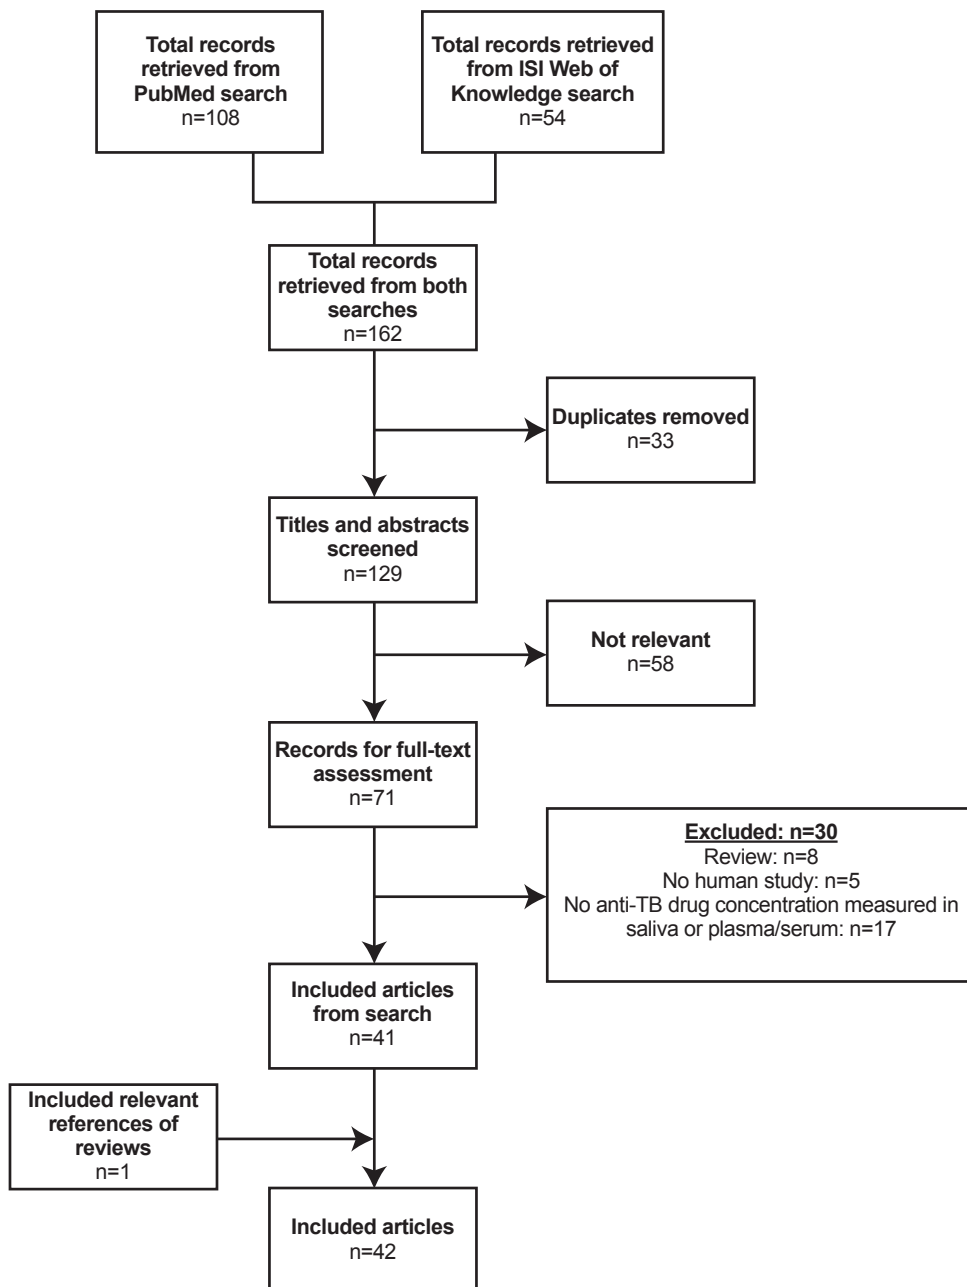 Total records
retrieved from
PubMed search
n=108
Total records retrieved
from ISI Web of
Knowledge search
n=54
Total records
retrieved from both
searches
n=162
Duplicates removed
n=33
Titles and abstracts
screened
n=129
Not relevant
n=58
Records for full-text
assessment
n=71
Excluded: n=30
Review: n=8
No human study: n=5
No anti-TB drug concentration measured in
saliva or plasma/serum: n=17
Included articles
from search
n=41
Included relevant
references of
reviews
n=1
Included articles
n=42